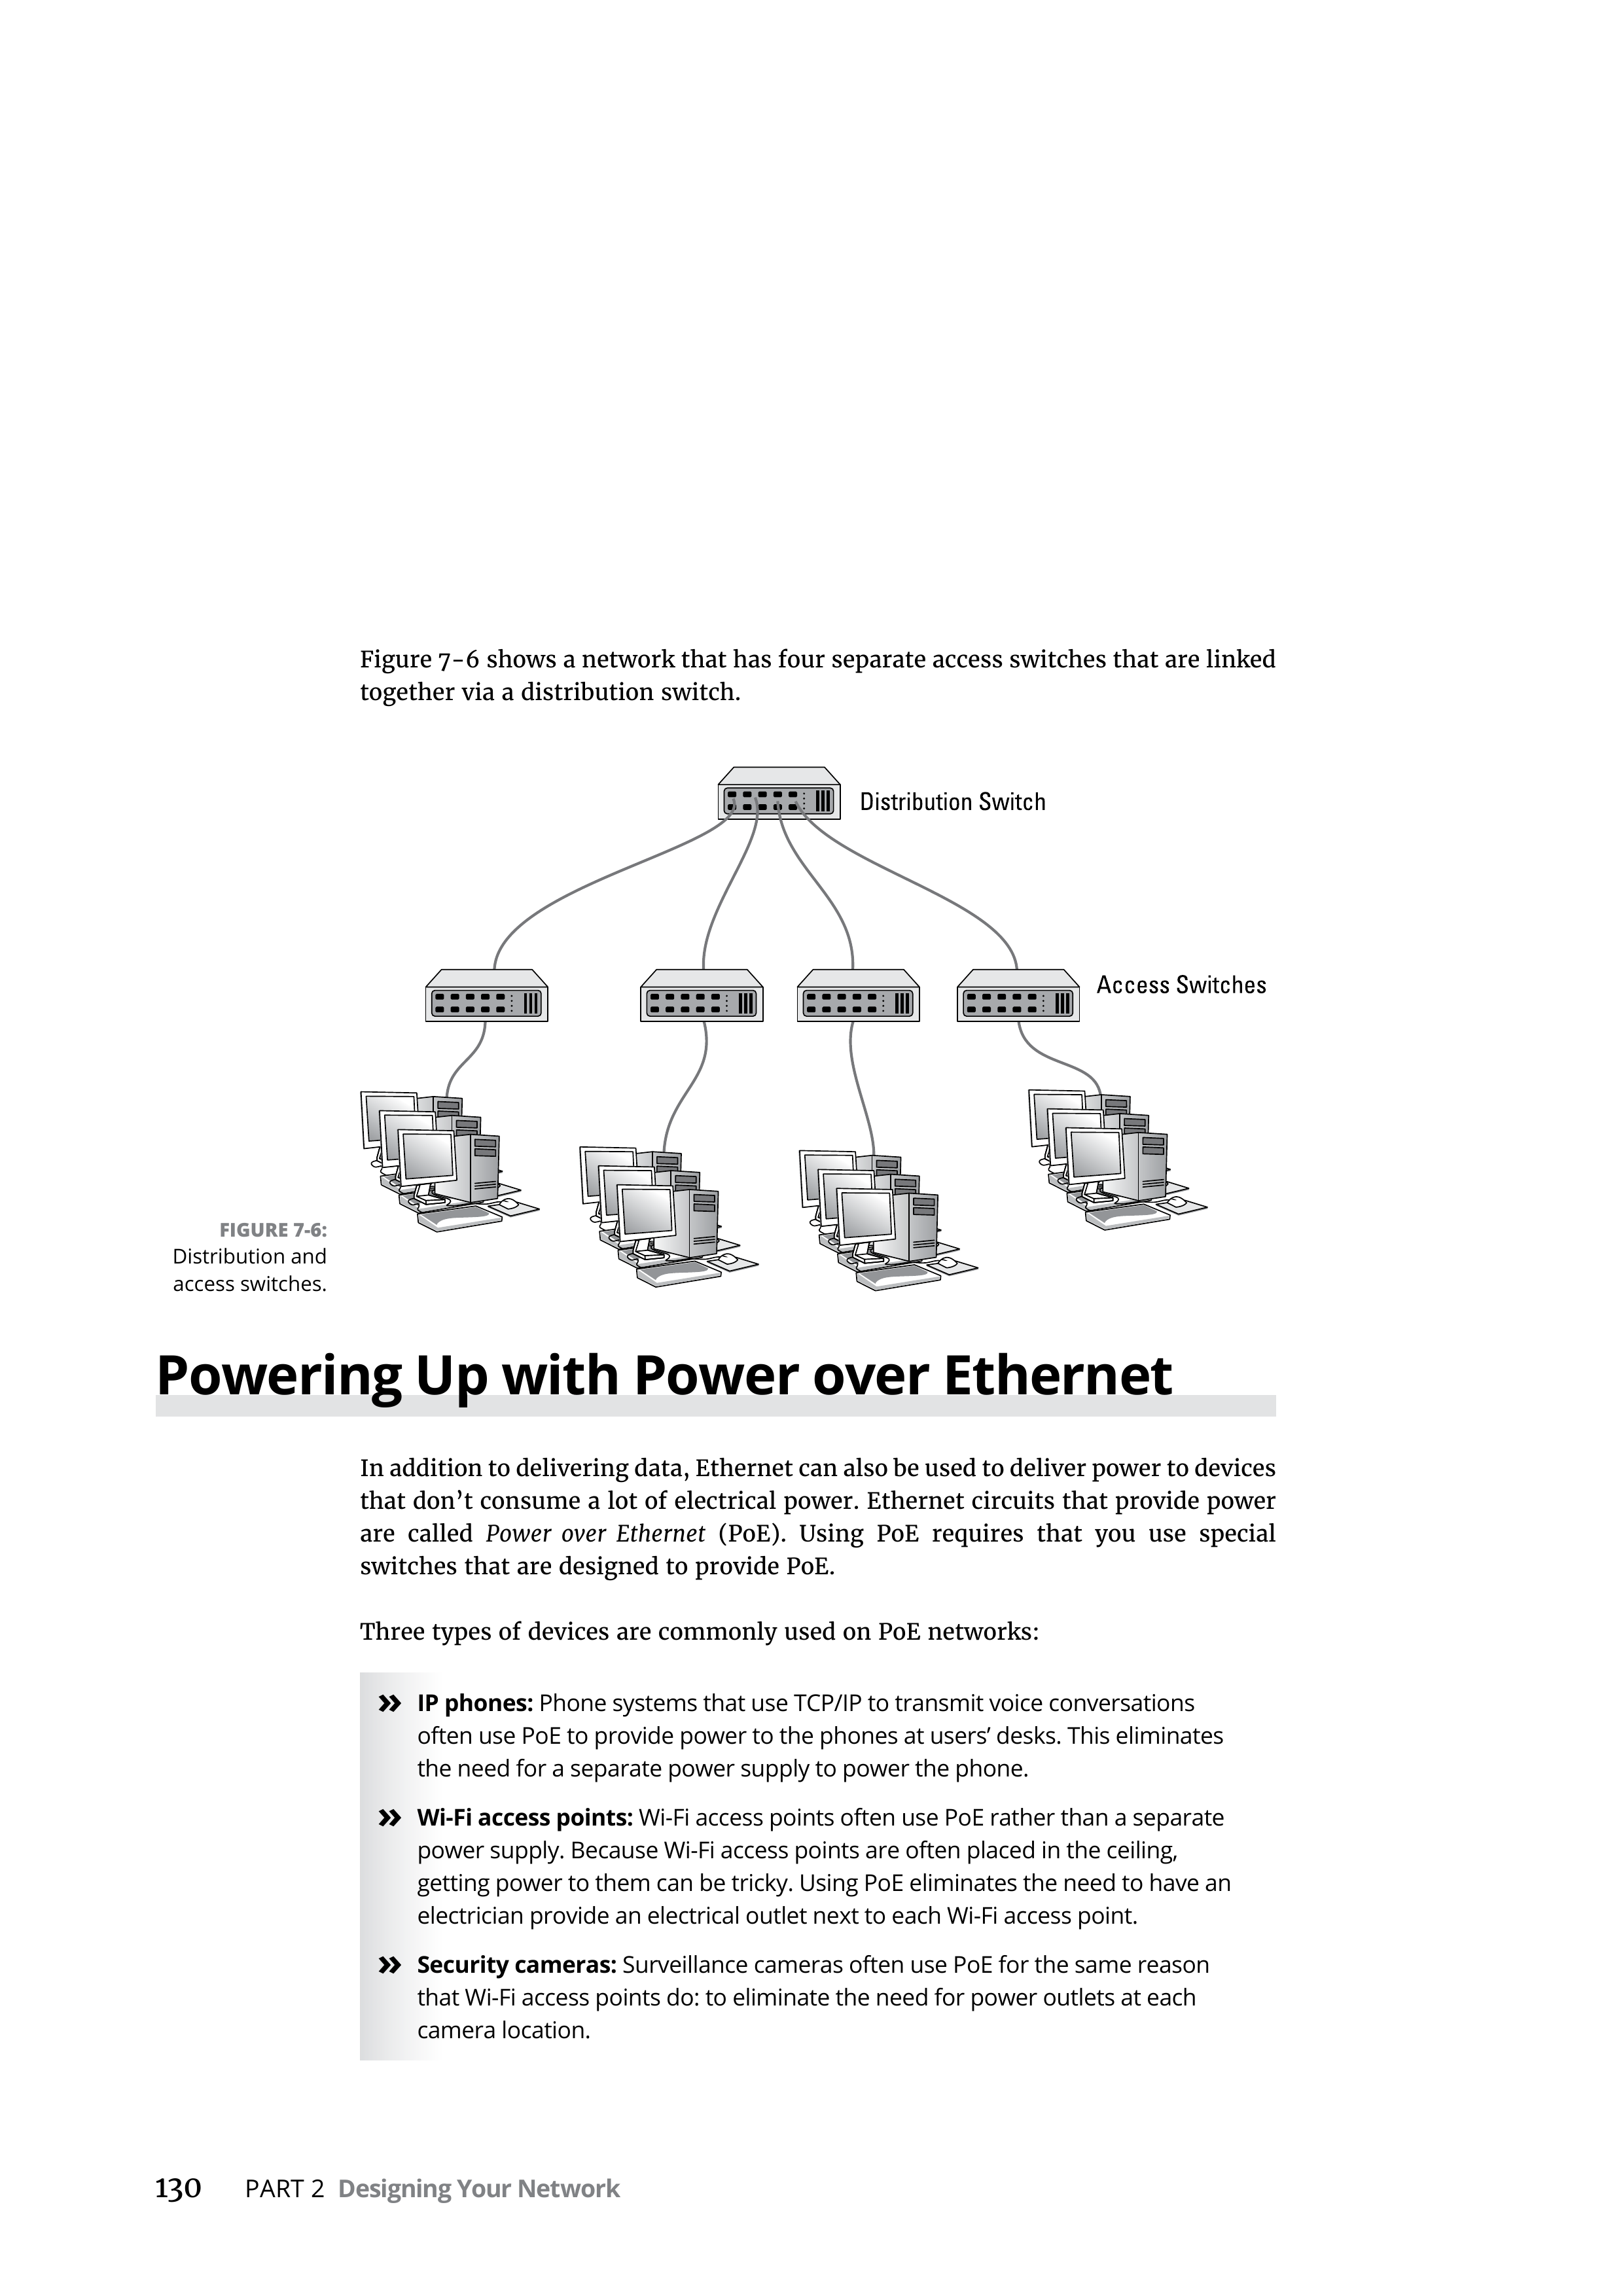 Figure 7-6 shows a network that has four separate access switches that are linked
together via a distribution switch.
Distribution Switch
Access Switches
FIGURE 7-6:
Distribution and
access switches.
Powering Up with Power over Ethernet
In addition to delivering data, Ethernet can also be used to deliver power to devices
that don’t consume a lot of electrical power. Ethernet circuits that provide power
are called Power over Ethernet (PoE). Using PoE requires that you use special
switches that are designed to provide PoE.
Three types of devices are commonly used on PoE networks:
» IP phones: Phone systems that use TCP/IP to transmit voice conversations
often use PoE to provide power to the phones at users’ desks. This eliminates
the need for a separate power supply to power the phone.
» Wi-Fi access points: Wi-Fi access points often use PoE rather than a separate
power supply. Because Wi-Fi access points are often placed in the ceiling,
getting power to them can be tricky. Using PoE eliminates the need to have an
electrician provide an electrical outlet next to each Wi-Fi access point.
» Security cameras: Surveillance cameras often use PoE for the same reason
that Wi-Fi access points do: to eliminate the need for power outlets at each
camera location.
130 PART 2 Designing Your Network